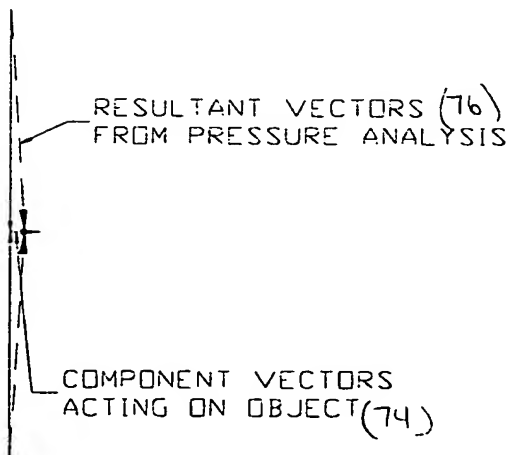 RESULTANT VECTORS (76)
FROM PRESSURE ANALYSIS
COMPONENT VECTORS
ACTING ON OBJECT (74)